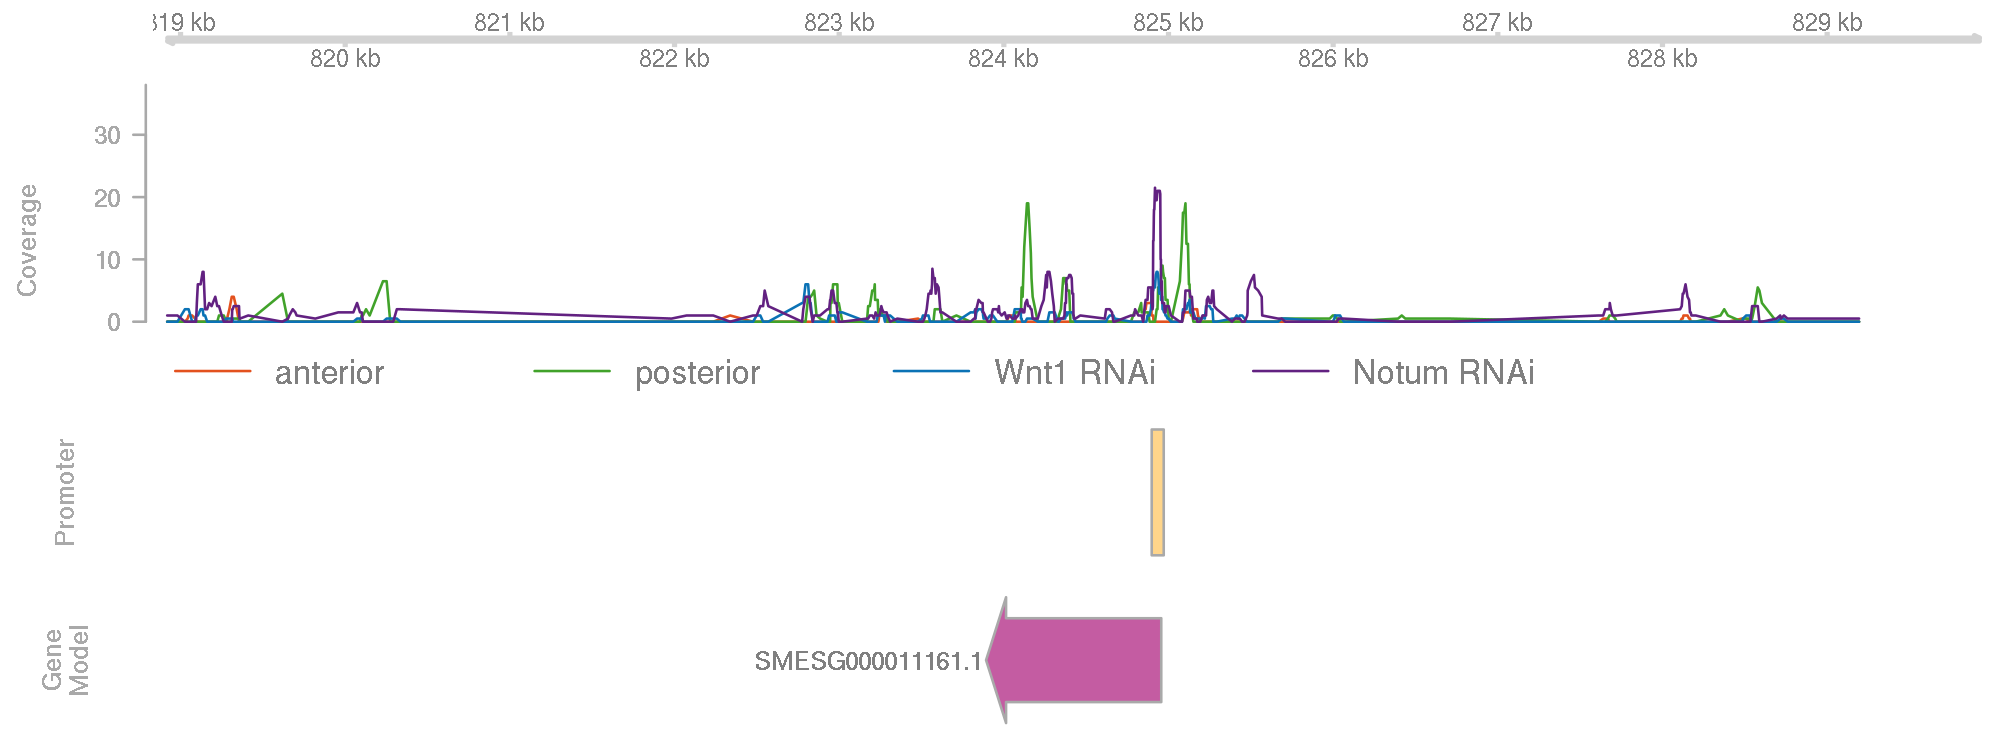 819 kb 821 kb 823 kb 825 kb 827 kb 829 kb
820 kb 822 kb 824 kb 826 kb 828 kb
Coverage
30
20
10
0
anterior posterior Wnt1 RNAi Notum RNAi
Promoter
Gene
Model
SMESG000011161.1